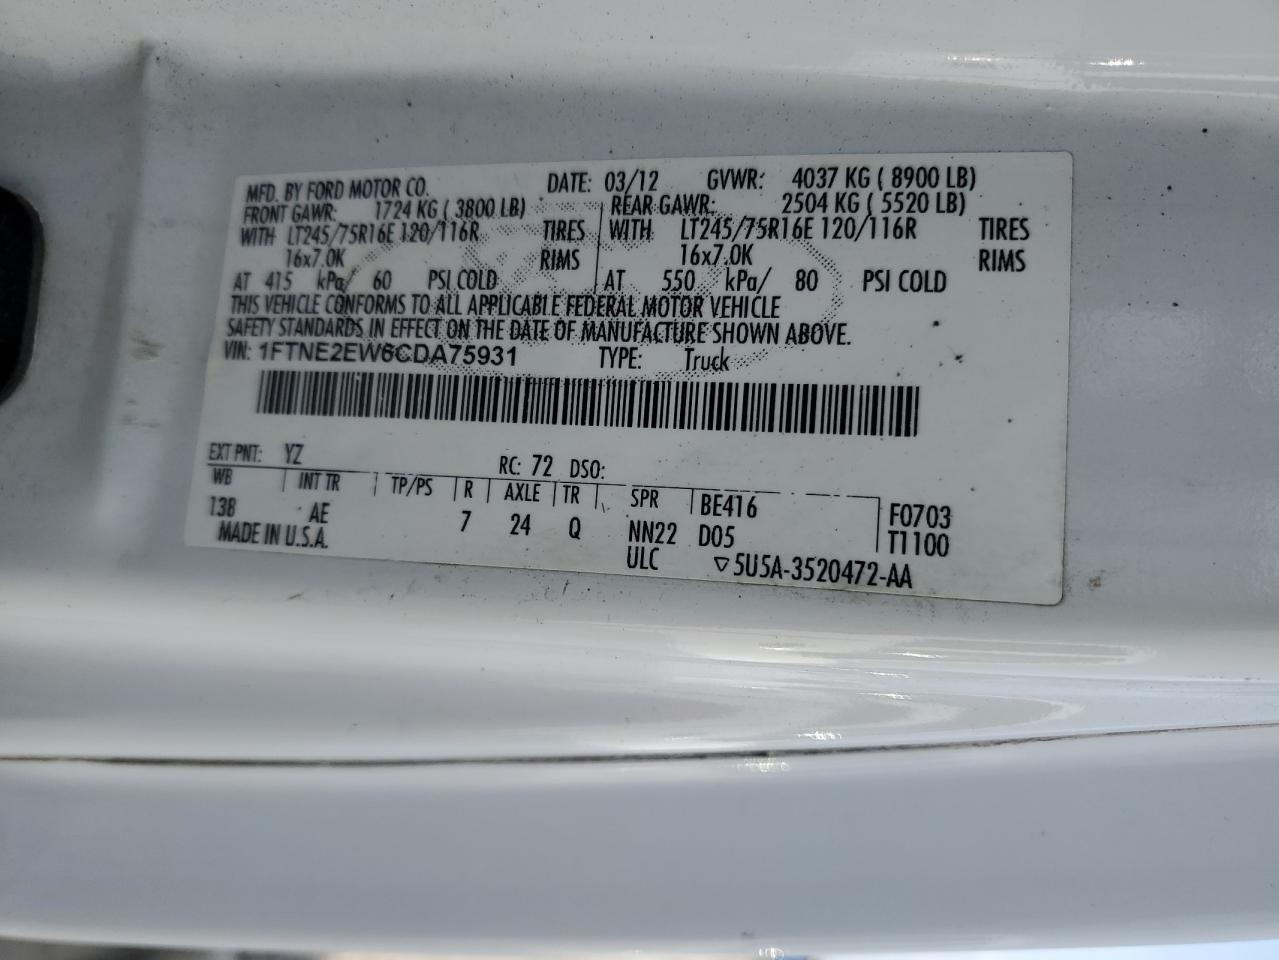 MFD. BY FORD MOTOR CO. DATE: 03/12 GVWR: 4037 KG ( 8900 LB)
FRONT GAWR: 1724 KG ( 3800 LB) REAR GAWR: 2504 KG ( 5520 LB)
WITH LT245/75R16E 120/116R TIRES WITH LT245/75R16E 120/116R TIRES
16x7.0K RIMS 16x7.0K RIMS
AT 415 kPa/ 60 PSI COLD AT 550 kPa/ 80 PSI COLD
THIS VEHICLE CONFORMS TO ALL APPLICABLE FEDERAL MOTOR VEHICLE
SAFETY STANDARDS IN EFFECT ON THE DATE OF MANUFACTURE SHOWN ABOVE.
VIN: 1FTNE2EW6CDA75931 TYPE: Truck
EXT PNT: YZ RC: 72 DSO:
WB INT TR TP/PS R AXLE TR SPR BE416 F0703
138 AE 7 24 Q NN22 D05 T1100
MADE IN U.S.A. ULC ▽5U5A-3520472-AA